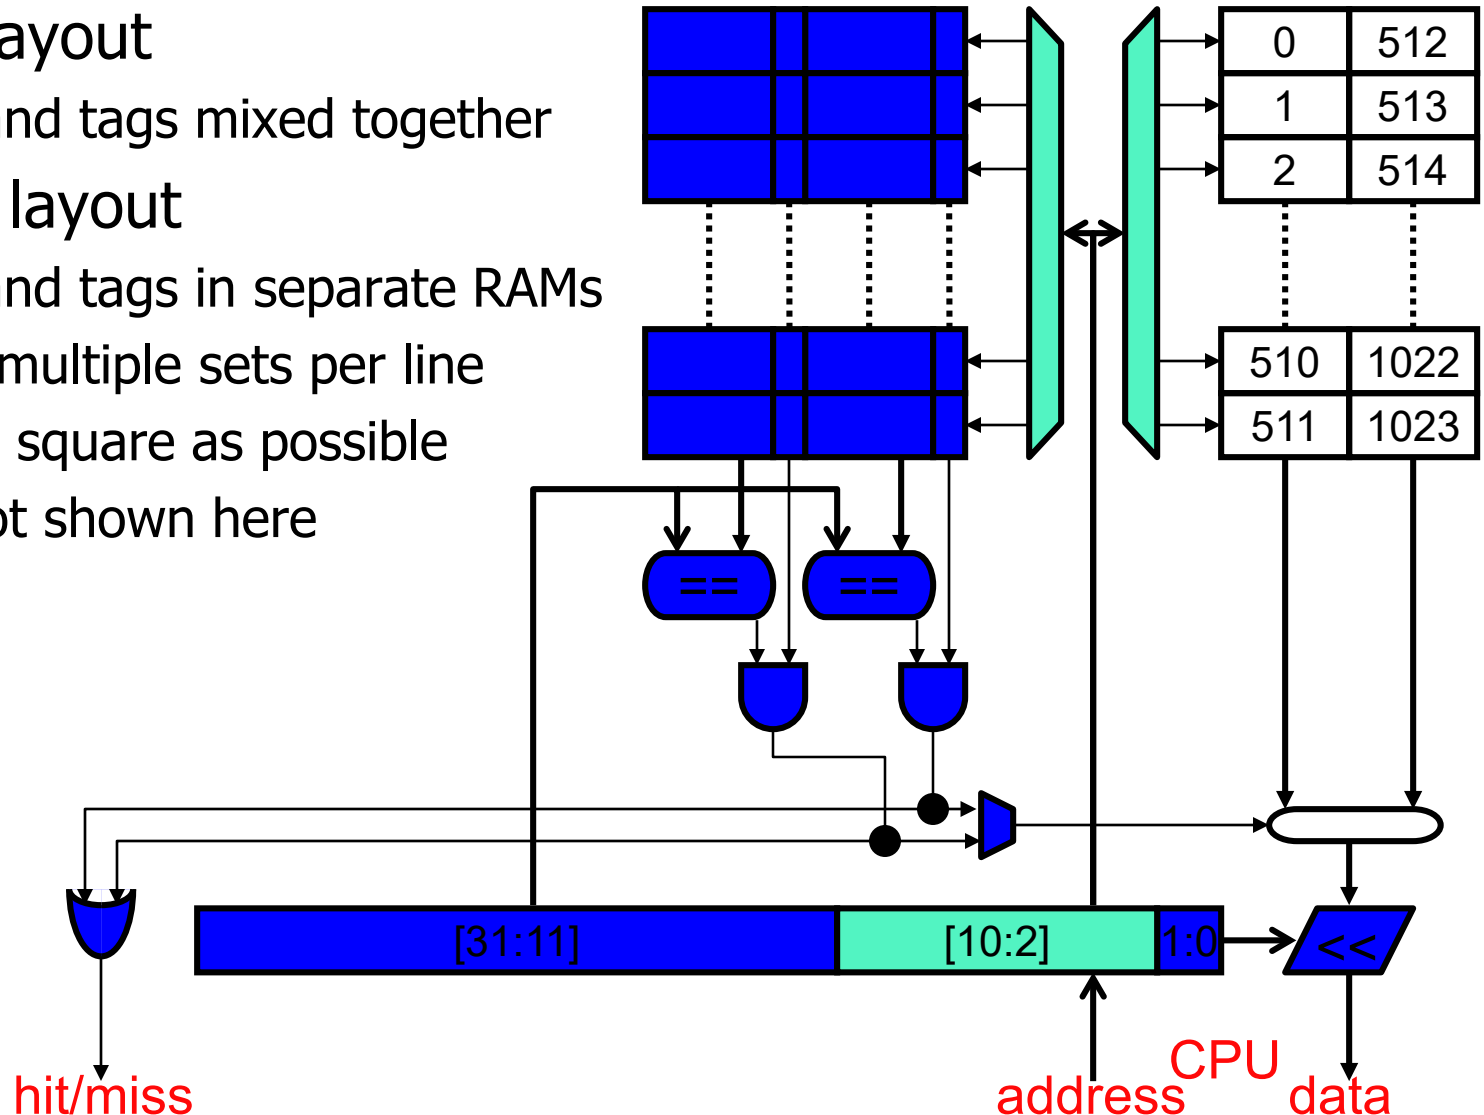 ayout
nd tags mixed together
layout
nd tags in separate RAMs
multiple sets per line
square as possible
ot shown here
0 512
1 513
2 514
510 1022
511 1023
== ==
[31:11] [10:2] 1:0 <<
CPU
hit/miss address data